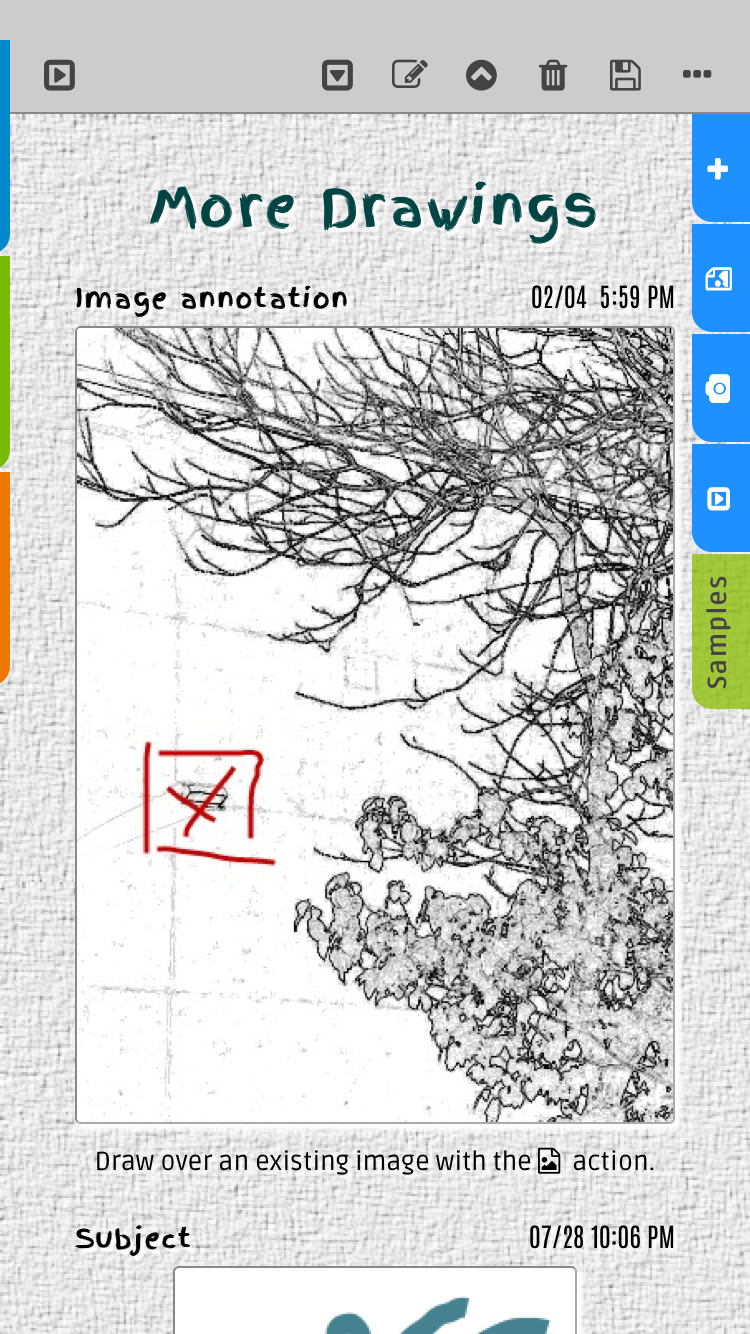 More Drawings
Image annotation 02/04 5:59 PM
Samples
Draw over an existing image with the action.
Subject 07/28 10:06 PM